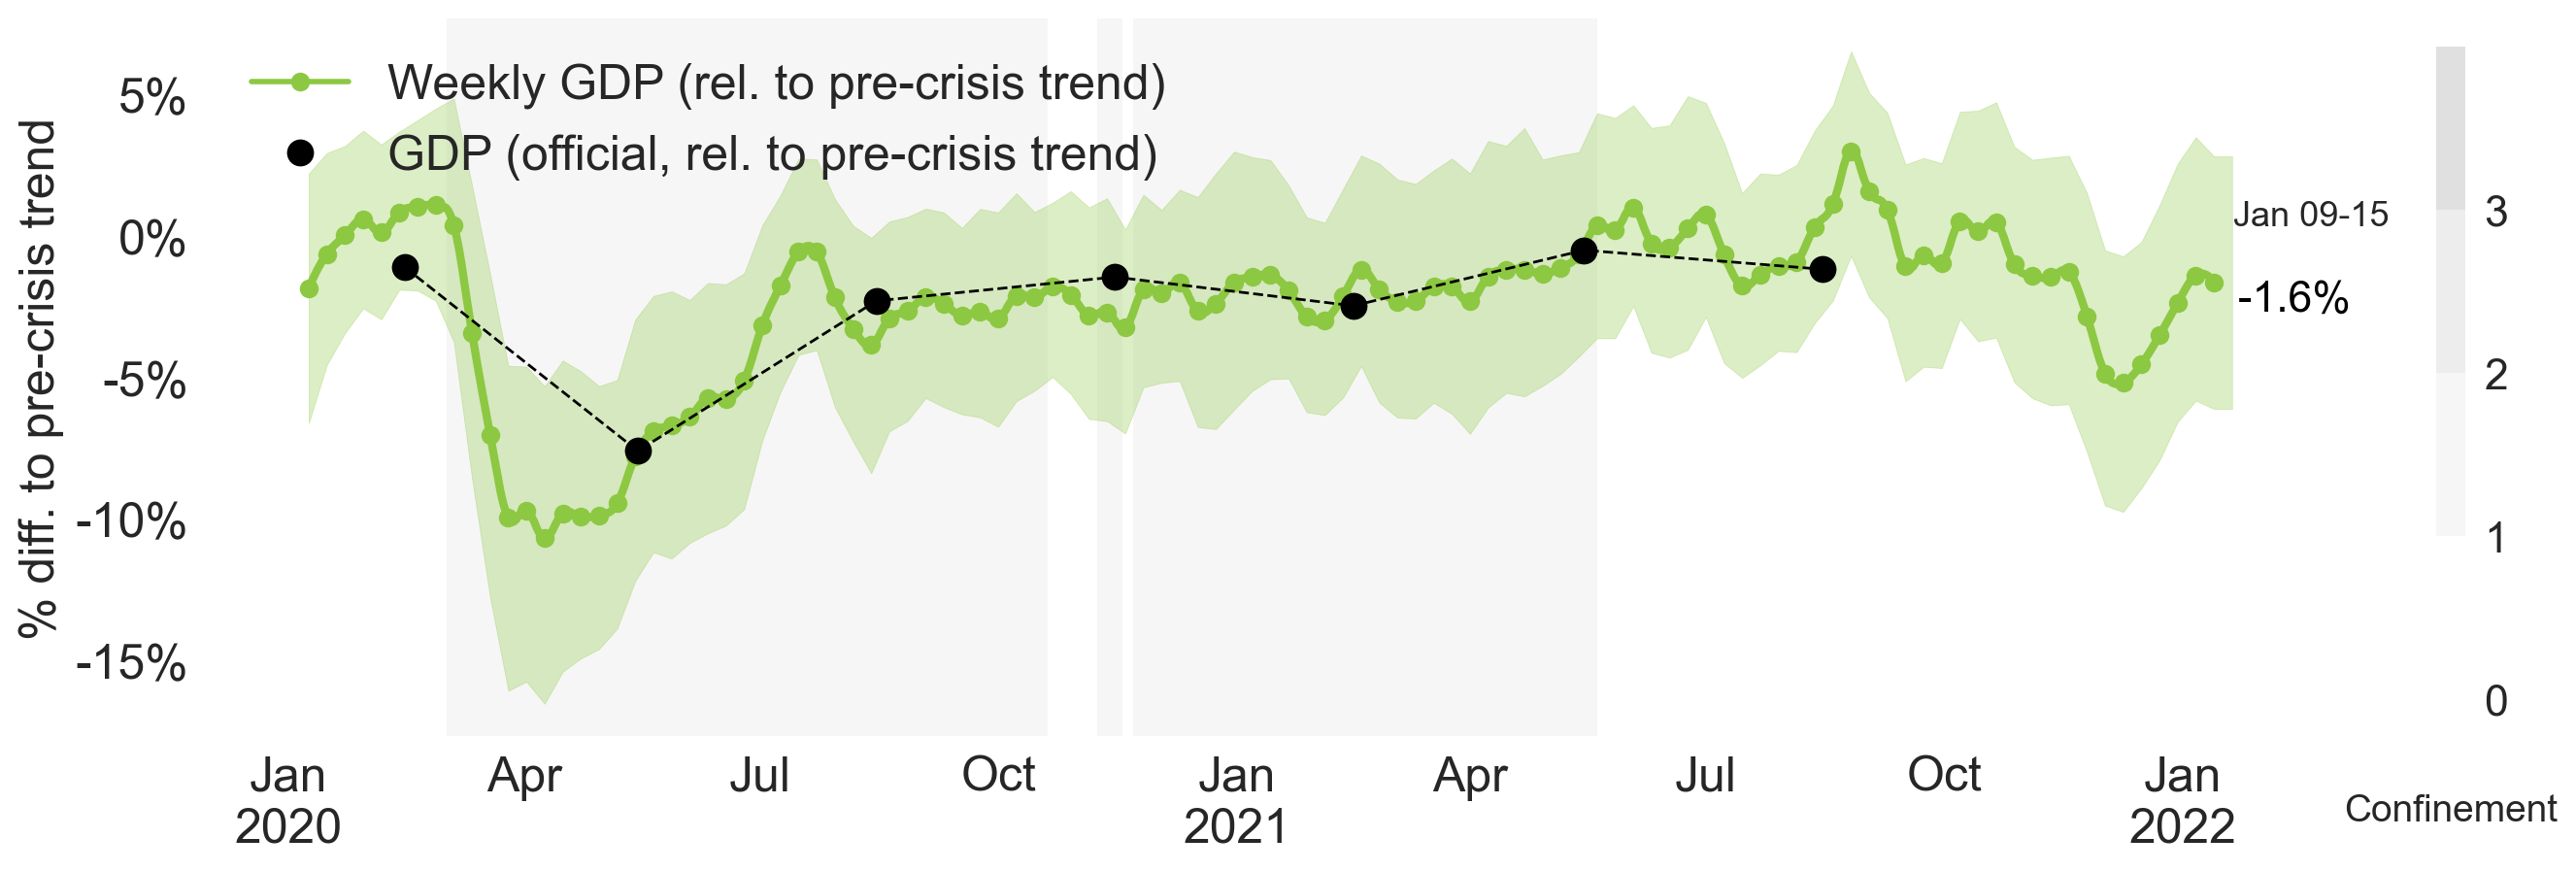 Weekly GDP (rel. to pre-crisis trend)
GDP (official, rel. to pre-crisis trend)
% diff. to pre-crisis trend
5%
0%
-5%
-10%
-15%
Jan 09-15
-1.6%
3
2
1
0
Confinement
Jan
2020
Apr
Jul
Oct
Jan
2021
Apr
Jul
Oct
Jan
2022